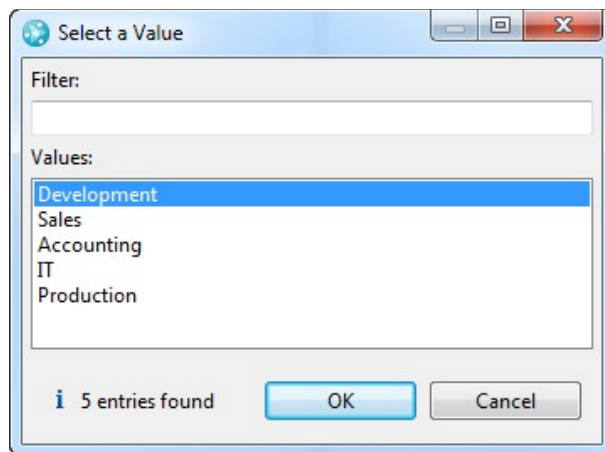 Select a Value
Filter:
Values:
Development
Sales
Accounting
IT
Production
i 5 entries found OK Cancel